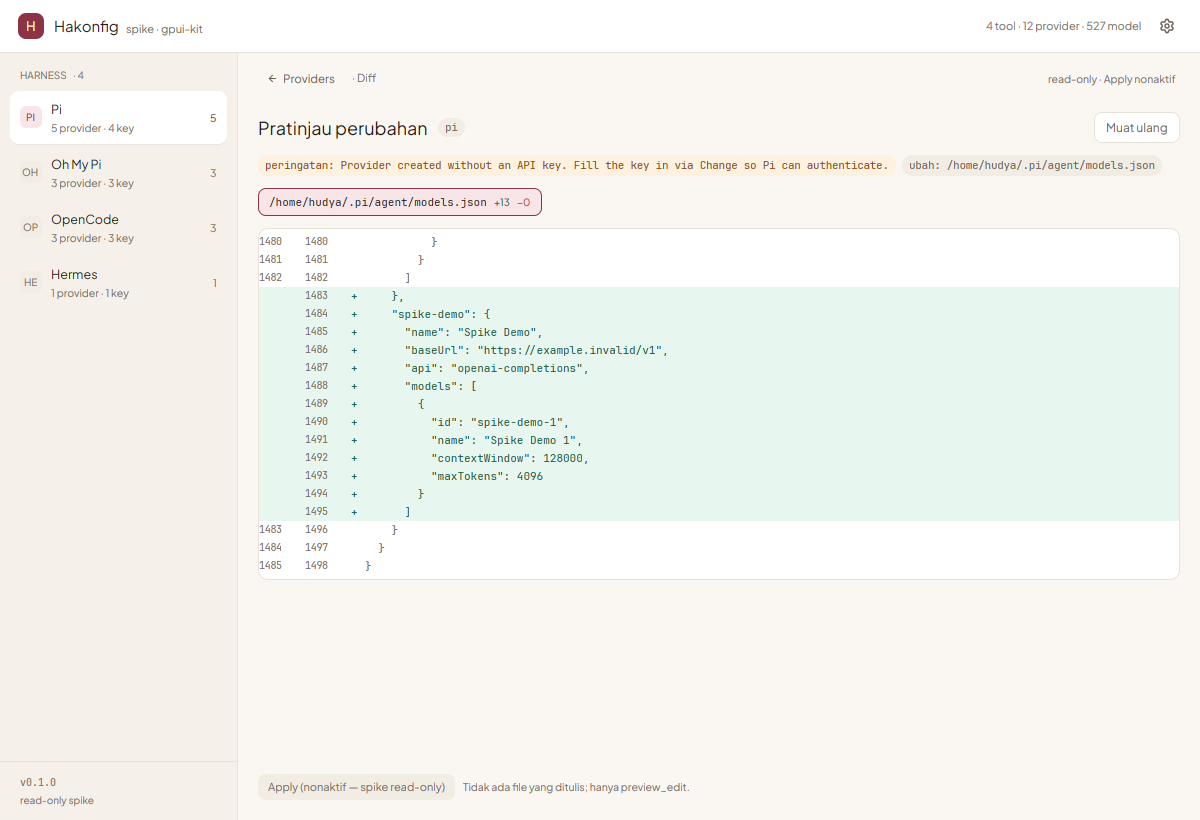 H Hakonfig spike · gpui-kit
4 tool · 12 provider · 527 model
HARNESS · 4
PI Pi 5
5 provider · 4 key
OH Oh My Pi 3
3 provider · 3 key
OP OpenCode 3
3 provider · 3 key
HE Hermes 1
1 provider · 1 key
v0.1.0
read-only spike
← Providers · Diff
read-only · Apply nonaktif
Pratinjau perubahan pi
Muat ulang
peringatan: Provider created without an API key. Fill the key in via Change so Pi can authenticate.
ubah: /home/hudya/.pi/agent/models.json
/home/hudya/.pi/agent/models.json +13 −0
1480 1480 }
1481 1481 }
1482 1482 ]
1483 + },
1484 + "spike-demo": {
1485 + "name": "Spike Demo",
1486 + "baseUrl": "https://example.invalid/v1",
1487 + "api": "openai-completions",
1488 + "models": [
1489 + {
1490 + "id": "spike-demo-1",
1491 + "name": "Spike Demo 1",
1492 + "contextWindow": 128000,
1493 + "maxTokens": 4096
1494 + }
1495 + ]
1483 1496 }
1484 1497 }
1485 1498 }
Apply (nonaktif — spike read-only)
Tidak ada file yang ditulis; hanya preview_edit.